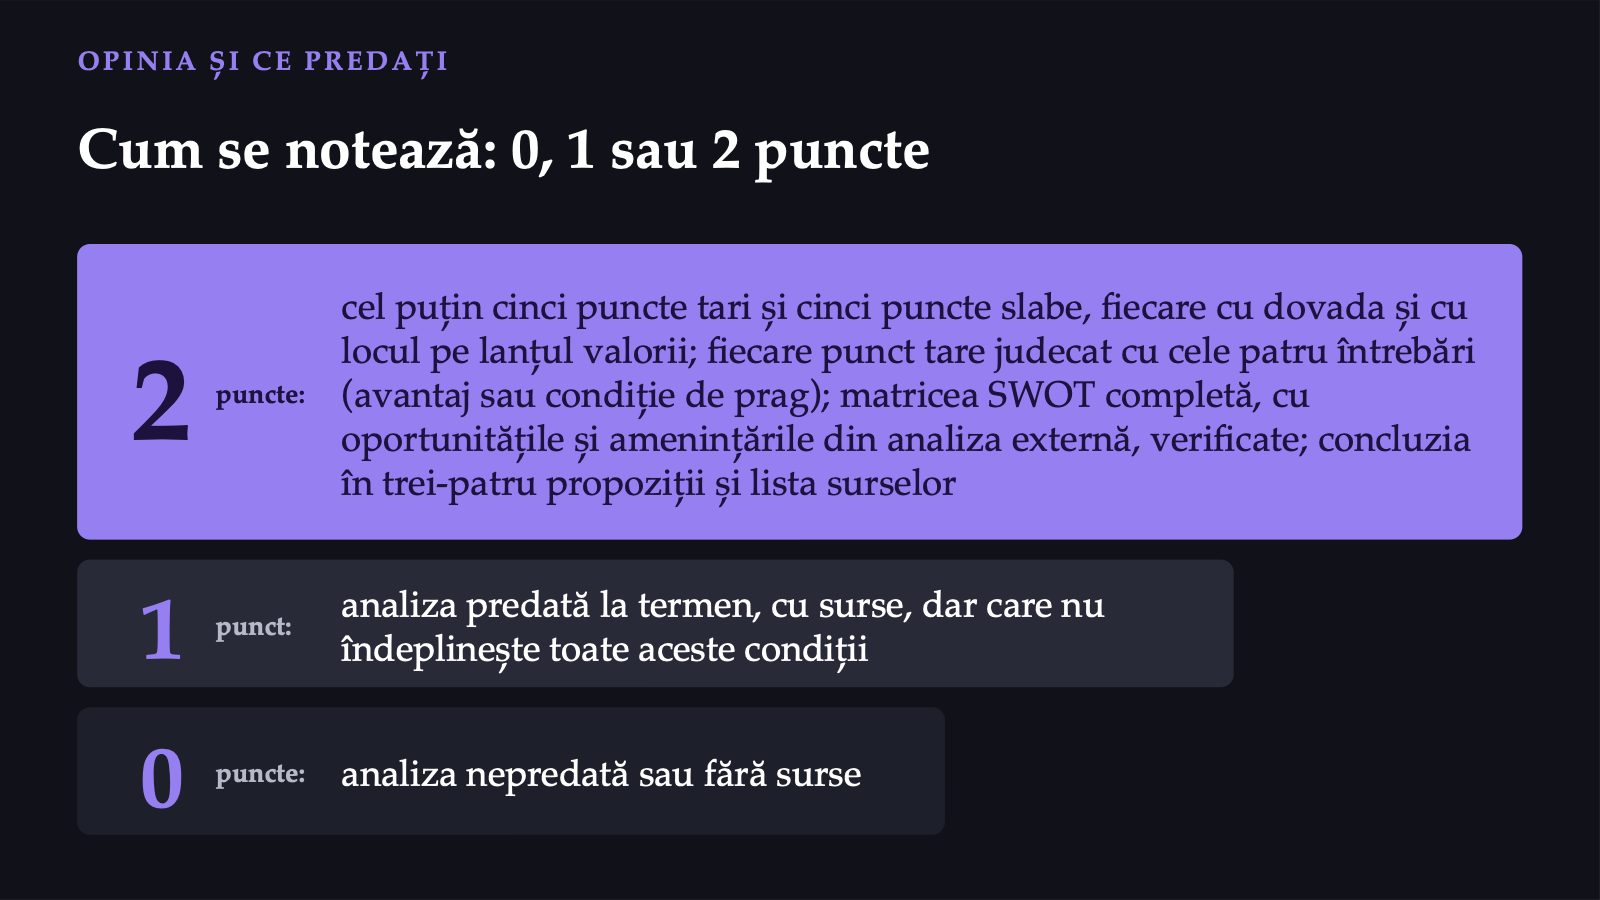 OPINIA ȘI CE PREDAȚI
Cum se notează: 0, 1 sau 2 puncte
2 puncte:
cel puțin cinci puncte tari și cinci puncte slabe, fiecare cu dovada și cu
locul pe lanțul valorii; fiecare punct tare judecat cu cele patru întrebări
(avantaj sau condiție de prag); matricea SWOT completă, cu
oportunitățile și amenințările din analiza externă, verificate; concluzia
în trei-patru propoziții și lista surselor
1 punct:
analiza predată la termen, cu surse, dar care nu
îndeplinește toate aceste condiții
0 puncte:
analiza nepredată sau fără surse